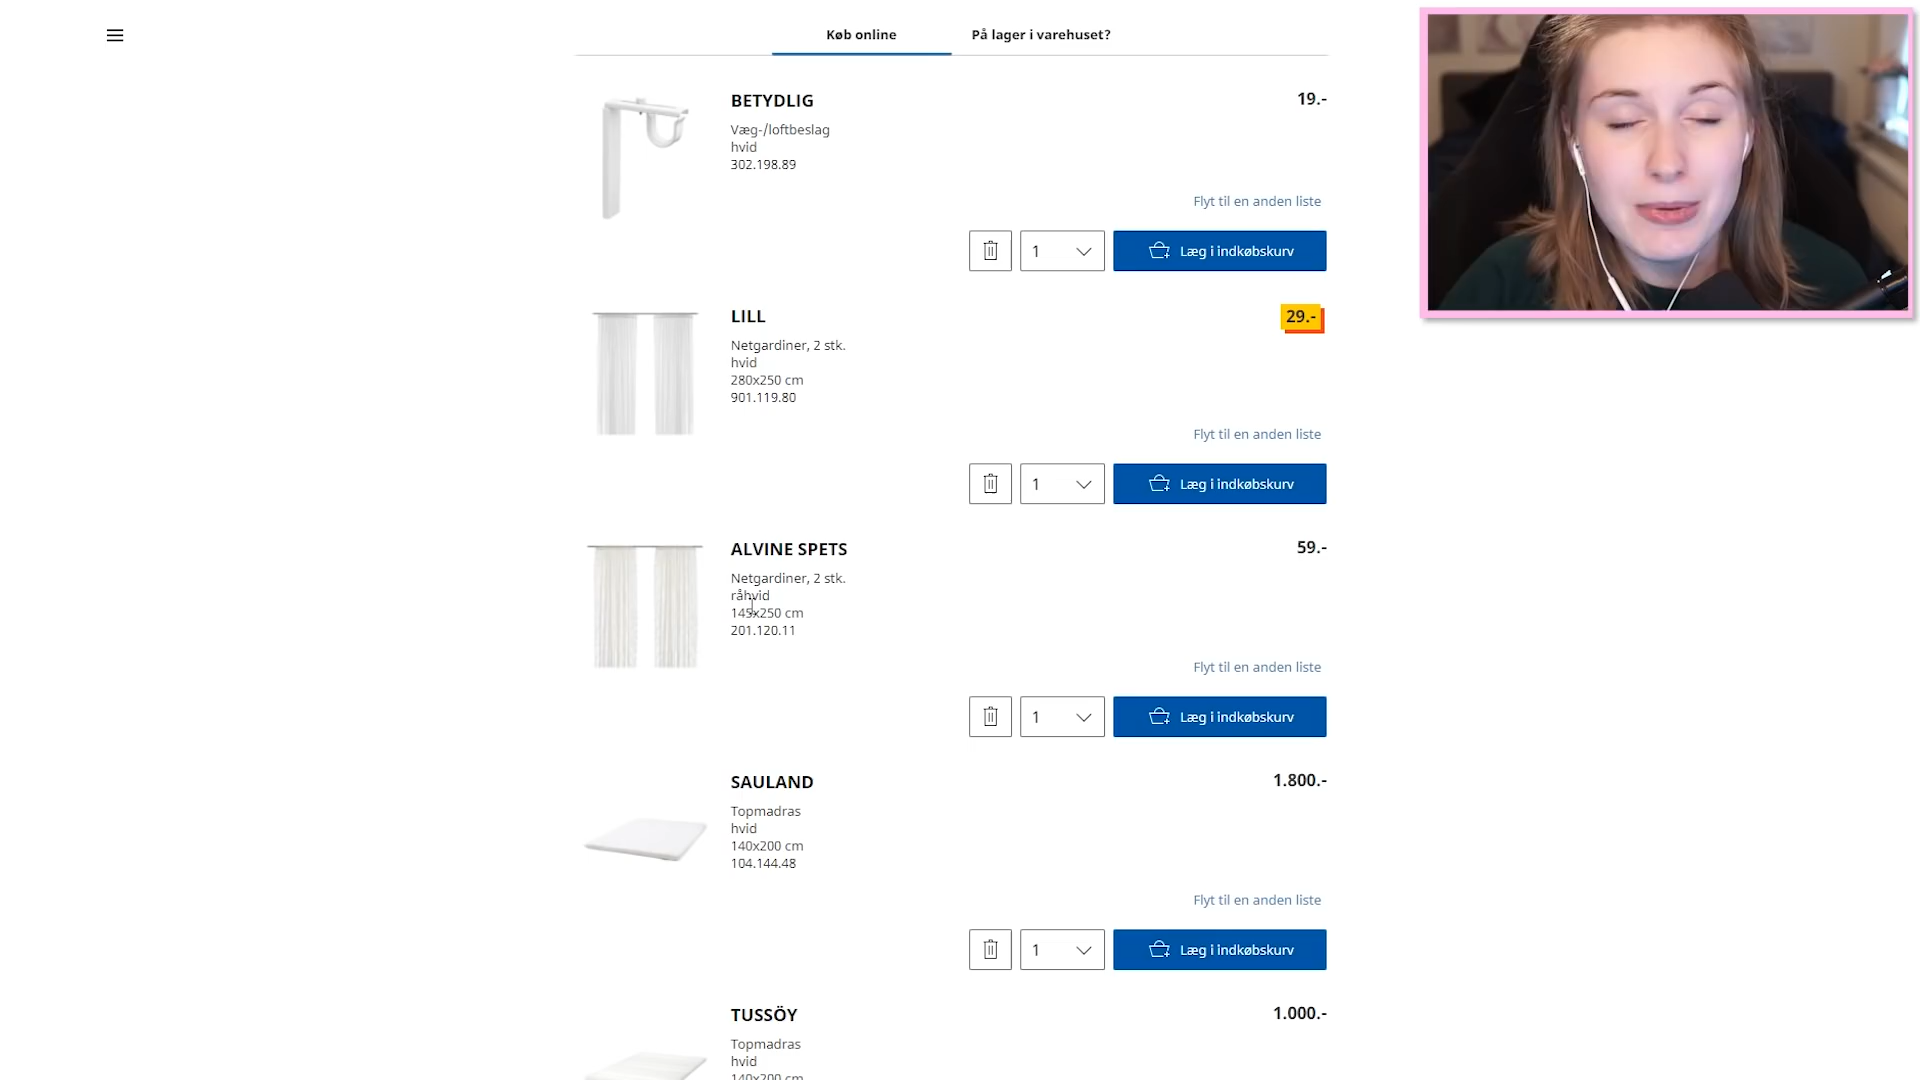 Køb online
På lager i varehuset?
BETYDLIG
19.-
Væg-/loftbeslag
hvid
302.198.89
Flyt til en anden liste
1
Læg i indkøbskurv
LILL
29.-
Netgardiner, 2 stk.
hvid
280x250 cm
901.119.80
Flyt til en anden liste
1
Læg i indkøbskurv
ALVINE SPETS
59.-
Netgardiner, 2 stk.
råhvid
145x250 cm
201.120.11
Flyt til en anden liste
1
Læg i indkøbskurv
SAULAND
1.800.-
Topmadras
hvid
140x200 cm
104.144.48
Flyt til en anden liste
1
Læg i indkøbskurv
TUSSÖY
1.000.-
Topmadras
hvid
140x200 cm